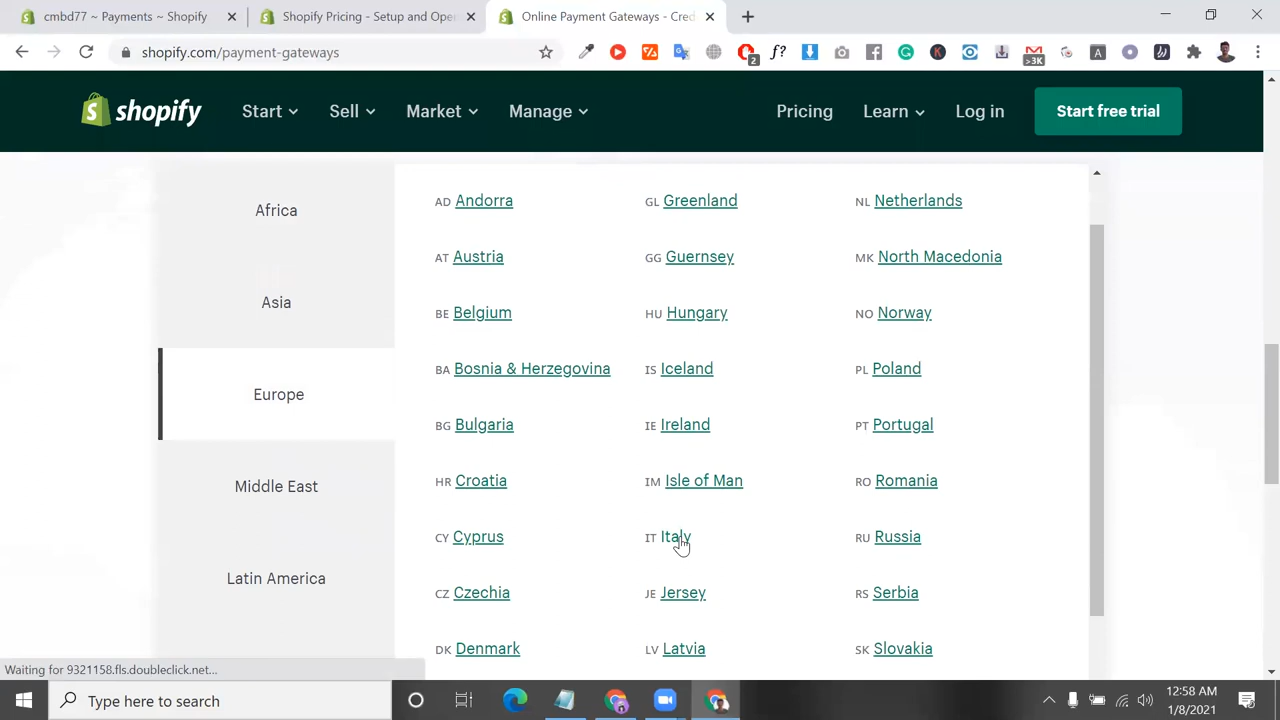 cmbd77 ~ Payments ~ Shopify
Shopify Pricing - Setup and Oper
Online Payment Gateways - Cred
shopify.com/payment-gateways
2
f?
>3K
K
A
shopify
Start
Sell
Market
Manage
Pricing
Learn
Log in
Start free trial
Africa
Asia
Europe
Middle East
Latin America
AD Andorra
GL Greenland
NL Netherlands
AT Austria
GG Guernsey
MK North Macedonia
BE Belgium
HU Hungary
NO Norway
BA Bosnia & Herzegovina
IS Iceland
PL Poland
BG Bulgaria
IE Ireland
PT Portugal
HR Croatia
IM Isle of Man
RO Romania
CY Cyprus
IT Italy
RU Russia
CZ Czechia
JE Jersey
RS Serbia
DK Denmark
LV Latvia
SK Slovakia
Waiting for 9321158.fls.doubleclick.net...
Type here to search
12:58 AM
1/8/2021